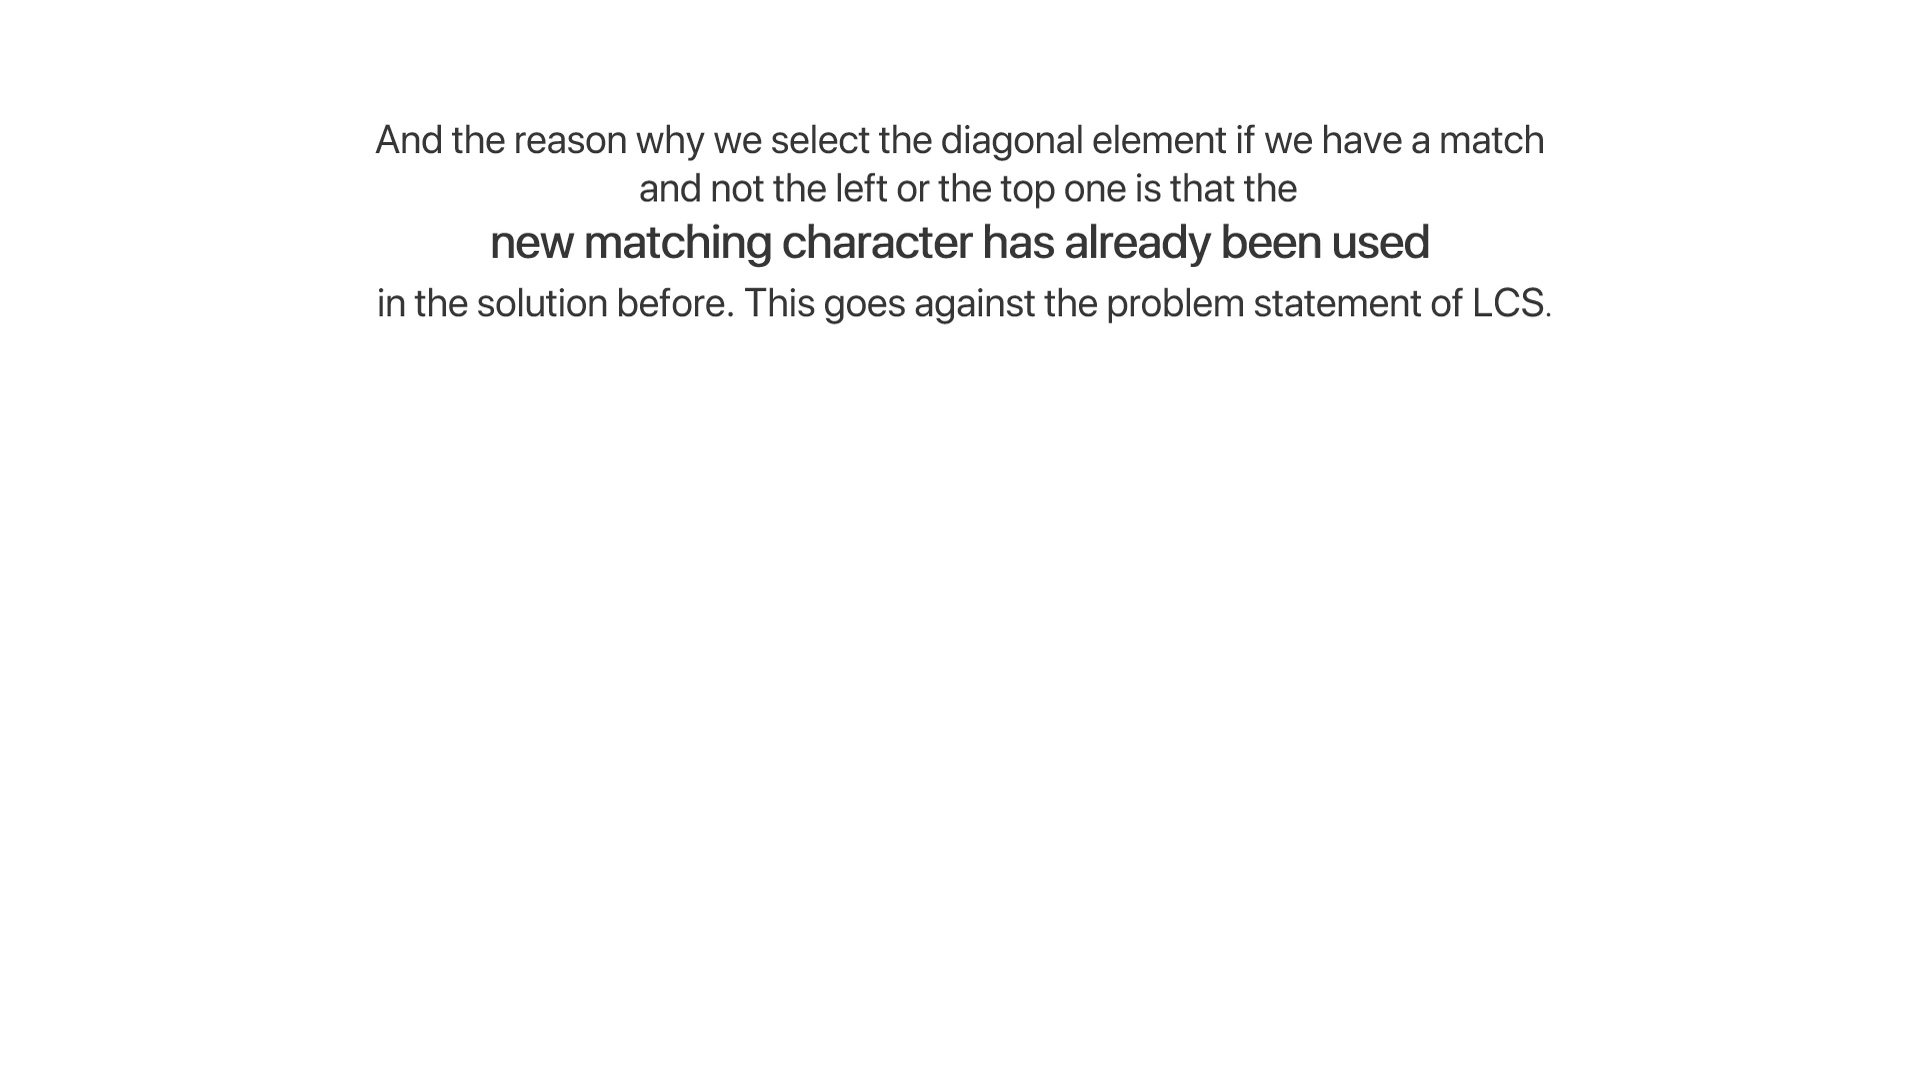 And the reason why we select the diagonal element if we have a match
and not the left or the top one is that the
new matching character has already been used
in the solution before. This goes against the problem statement of LCS.